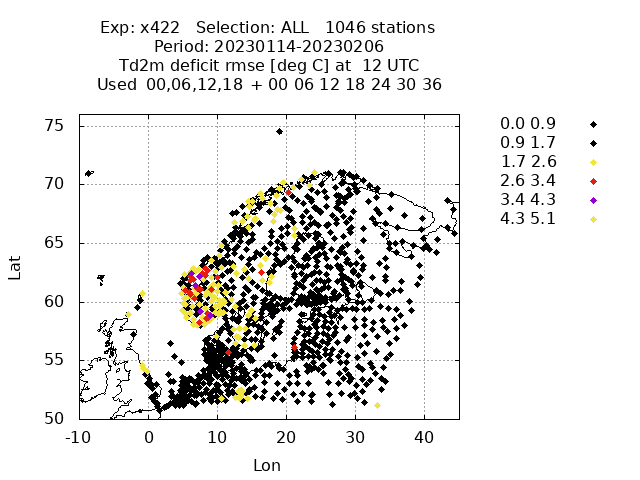 Exp: x422 Selection: ALL 1046 stations
Period: 20230114-20230206
Td2m deficit rmse [deg C] at 12 UTC
Used 00,06,12,18 + 00 06 12 18 24 30 36
75
70
65
60
55
50
Lat
-10 0 10 20 30 40
Lon
0.0 0.9
0.9 1.7
1.7 2.6
2.6 3.4
3.4 4.3
4.3 5.1